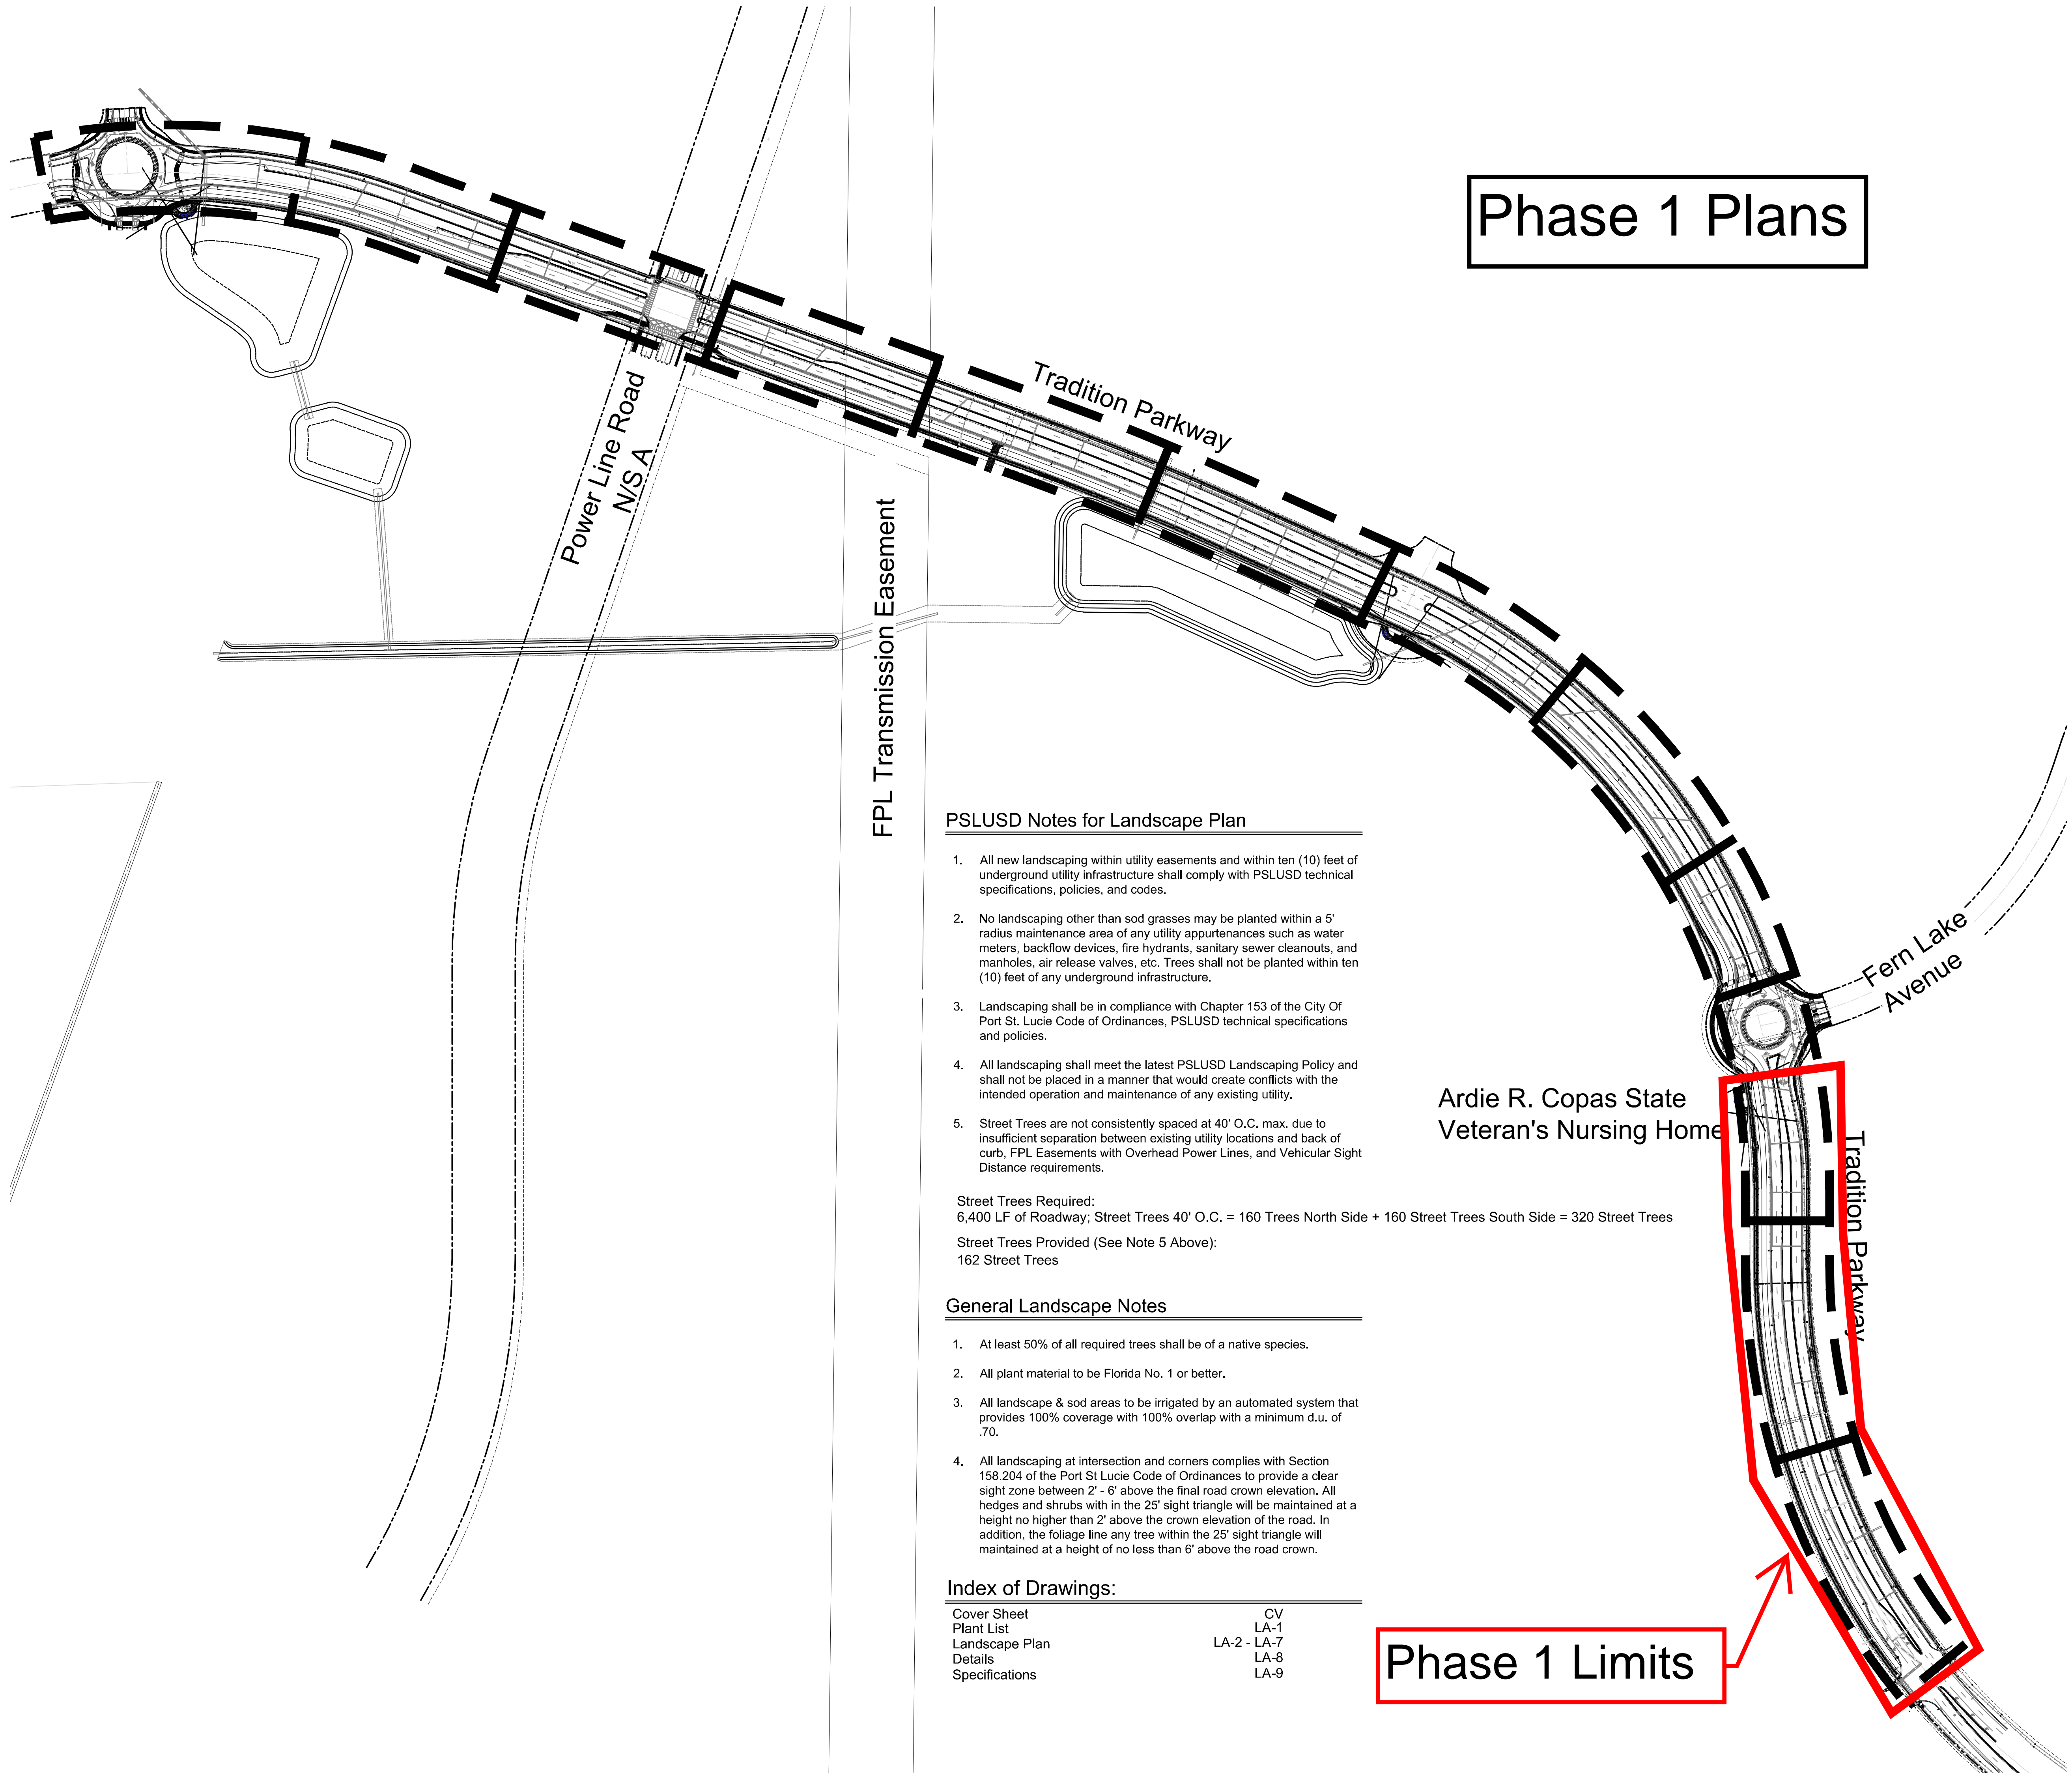 Phase 1 Plans
Tradition Parkway
Power Line Road
N/S A
FPL Transmission Easement
PSLUSD Notes for Landscape Plan
1. All new landscaping within utility easements and within ten (10) feet of
underground utility infrastructure shall comply with PSLUSD technical
specifications, policies, and codes.
2. No landscaping other than sod grasses may be planted within a 5'
radius maintenance area of any utility appurtenances such as water
meters, backflow devices, fire hydrants, sanitary sewer cleanouts, and
manholes, air release valves, etc. Trees shall not be planted within ten
(10) feet of any underground infrastructure.
3. Landscaping shall be in compliance with Chapter 153 of the City Of
Port St. Lucie Code of Ordinances, PSLUSD technical specifications
and policies.
4. All landscaping shall meet the latest PSLUSD Landscaping Policy and
shall not be placed in a manner that would create conflicts with the
intended operation and maintenance of any existing utility.
5. Street Trees are not consistently spaced at 40' O.C. max. due to
insufficient separation between existing utility locations and back of
curb, FPL Easements with Overhead Power Lines, and Vehicular Sight
Distance requirements.
Street Trees Required:
6,400 LF of Roadway; Street Trees 40' O.C. = 160 Trees North Side + 160 Street Trees South Side = 320 Street Trees
Street Trees Provided (See Note 5 Above):
162 Street Trees
General Landscape Notes
1. At least 50% of all required trees shall be of a native species.
2. All plant material to be Florida No. 1 or better.
3. All landscape & sod areas to be irrigated by an automated system that
provides 100% coverage with 100% overlap with a minimum d.u. of
.70.
4. All landscaping at intersection and corners complies with Section
158.204 of the Port St Lucie Code of Ordinances to provide a clear
sight zone between 2' - 6' above the final road crown elevation. All
hedges and shrubs with in the 25' sight triangle will be maintained at a
height no higher than 2' above the crown elevation of the road. In
addition, the foliage line any tree within the 25' sight triangle will
maintained at a height of no less than 6' above the road crown.
Index of Drawings:
Cover Sheet CV
Plant List LA-1
Landscape Plan LA-2 - LA-7
Details LA-8
Specifications LA-9
Fern Lake
Avenue
Ardie R. Copas State
Veteran's Nursing Home
Tradition Parkway
Phase 1 Limits